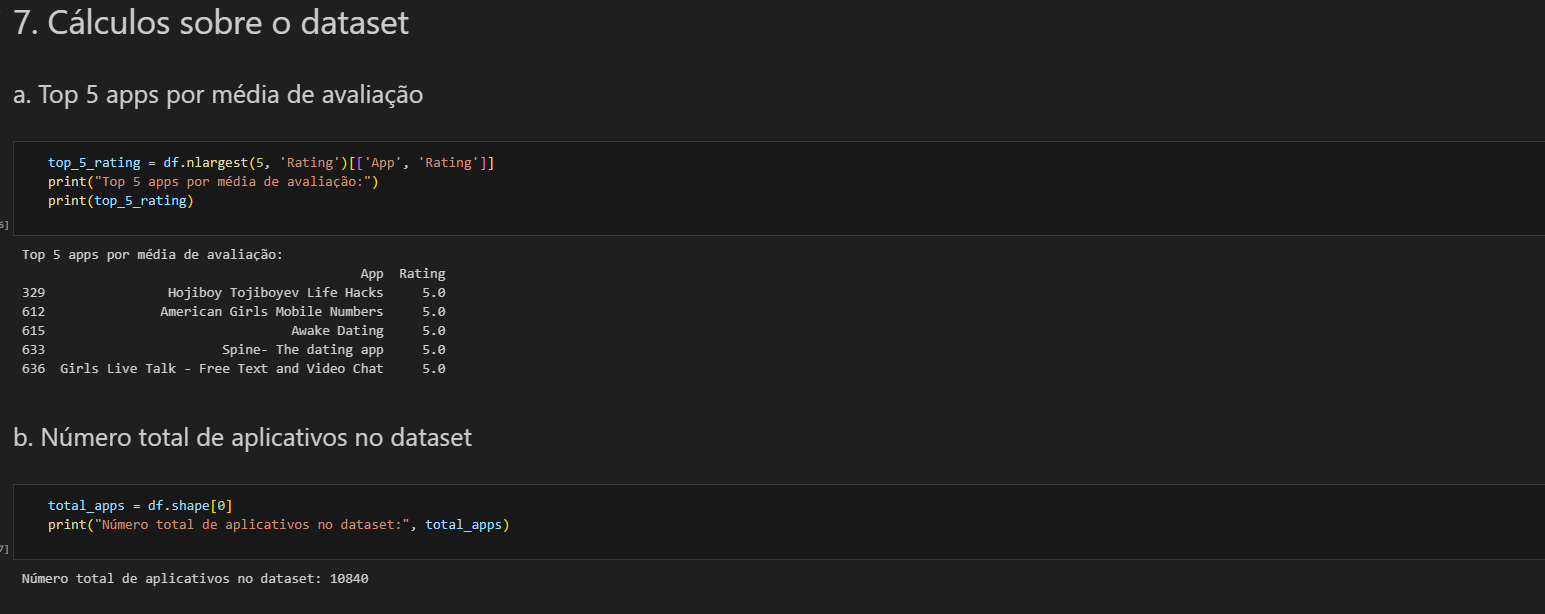 7. Cálculos sobre o dataset
a. Top 5 apps por média de avaliação
top_5_rating = df.nlargest(5, 'Rating')[['App', 'Rating']]
print("Top 5 apps por média de avaliação:")
print(top_5_rating)
6]
Top 5 apps por média de avaliação:
App Rating
329 Hojiboy Tojiboyev Life Hacks 5.0
612 American Girls Mobile Numbers 5.0
615 Awake Dating 5.0
633 Spine- The dating app 5.0
636 Girls Live Talk - Free Text and Video Chat 5.0
b. Número total de aplicativos no dataset
total_apps = df.shape[0]
print("Número total de aplicativos no dataset:", total_apps)
7]
Número total de aplicativos no dataset: 10840